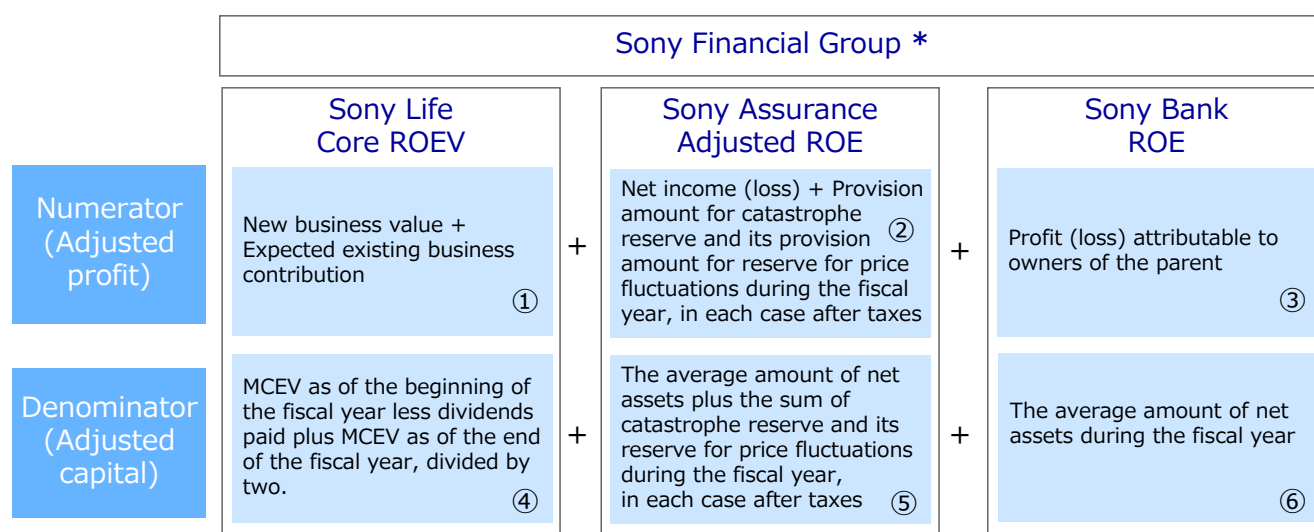 Sony Financial Group *
Sony Life
Core ROEV
Sony Assurance
Adjusted ROE
Sony Bank
ROE
Numerator
(Adjusted
profit)
New business value +
Expected existing business
contribution
①
+
Net income (loss) + Provision
amount for catastrophe
reserve and its provision ②
amount for reserve for price
fluctuations during the fiscal
year, in each case after taxes
+
Profit (loss) attributable to
owners of the parent
③
Denominator
(Adjusted
capital)
MCEV as of the beginning of
the fiscal year less dividends
paid plus MCEV as of the end
of the fiscal year, divided by
two.
④
+
The average amount of net
assets plus the sum of
catastrophe reserve and its
reserve for price fluctuations
during the fiscal year,
in each case after taxes ⑤
+
The average amount of net
assets during the fiscal year
⑥